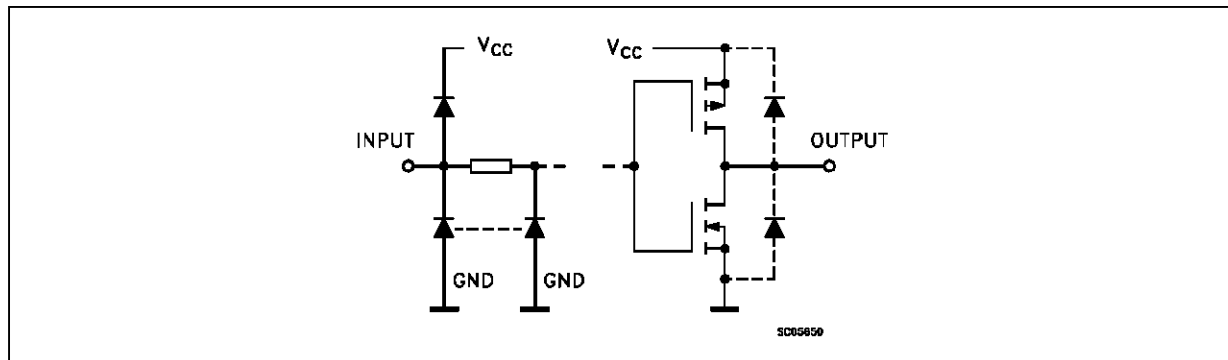 VCC
VCC
INPUT
OUTPUT
GND
GND
SC05650